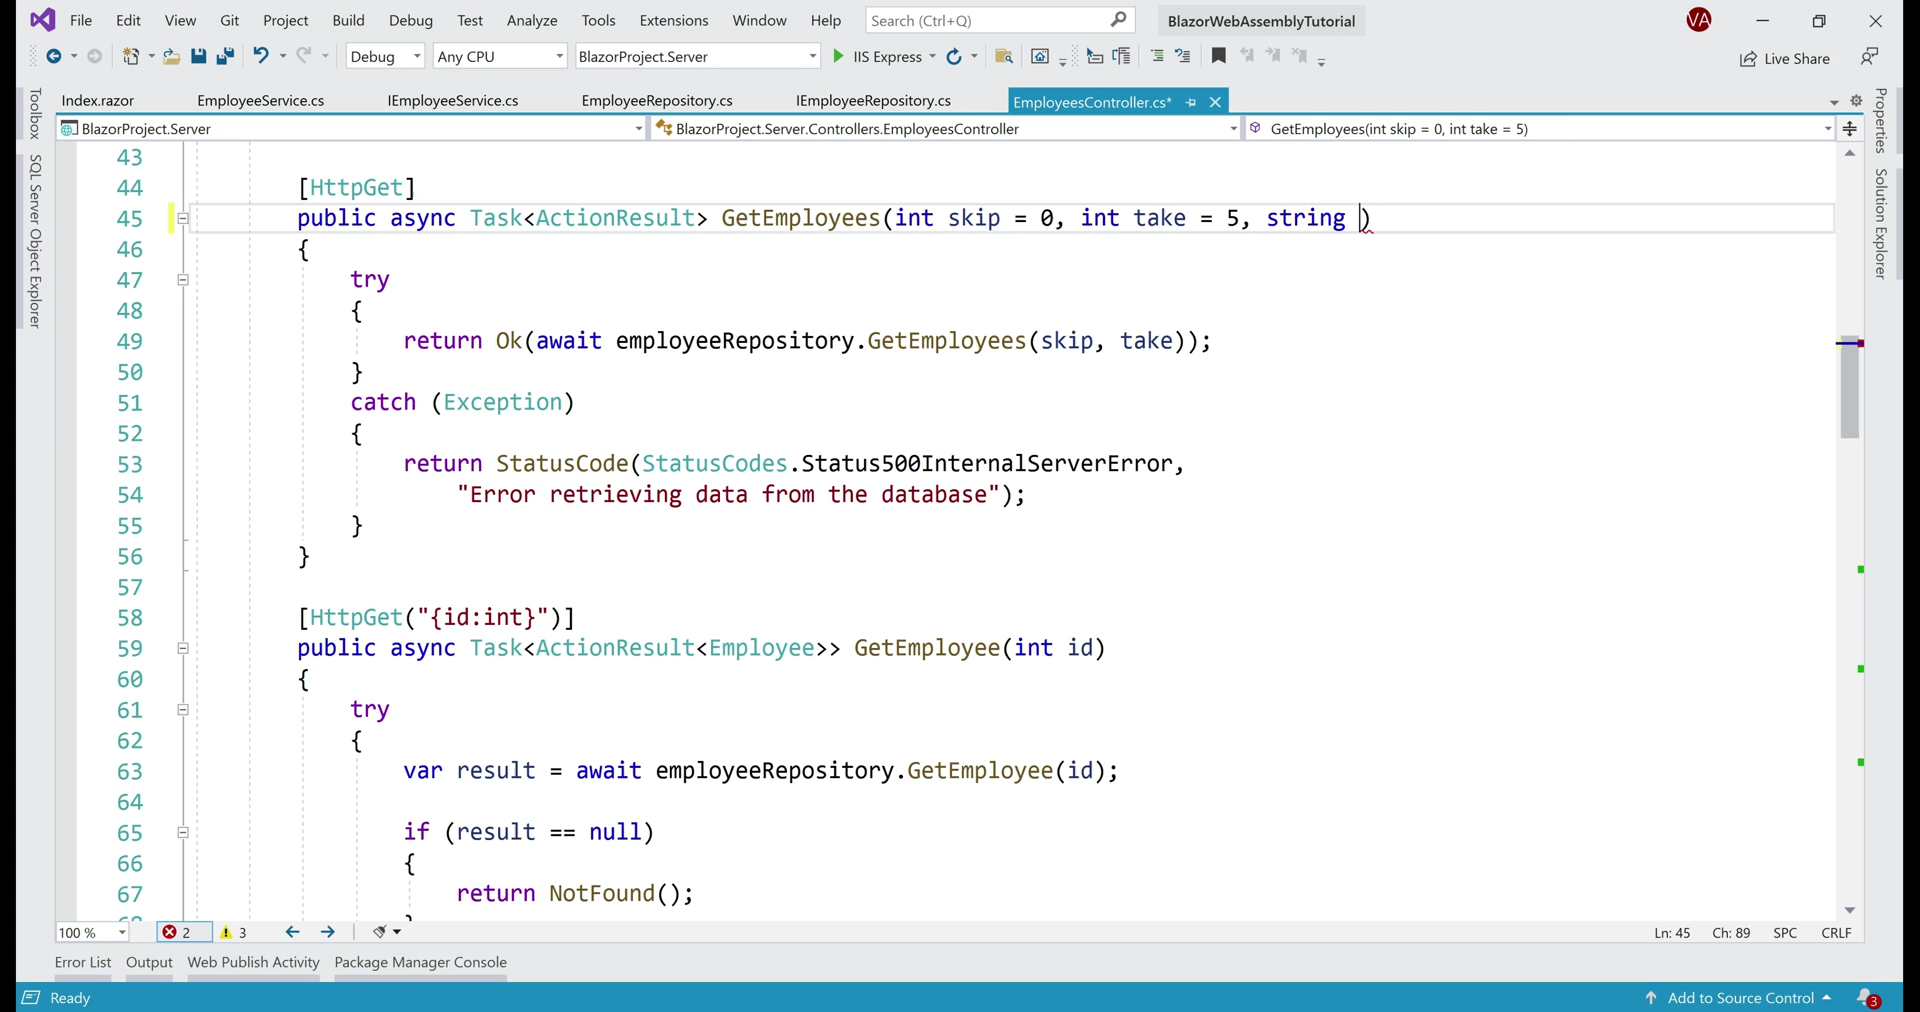 File Edit View Git Project Build Debug Test Analyze Tools Extensions Window Help Search (Ctrl+Q) BlazorWebAssemblyTutorial VA
Debug Any CPU BlazorProject.Server IIS Express Live Share
Index.razor EmployeeService.cs IEmployeeService.cs EmployeeRepository.cs IEmployeeRepository.cs EmployeesController.cs*
BlazorProject.Server BlazorProject.Server.Controllers.EmployeesController GetEmployees(int skip = 0, int take = 5)
Toolbox
SQL Server Object Explorer
Properties
Solution Explorer
43
44 [HttpGet]
45 public async Task<ActionResult> GetEmployees(int skip = 0, int take = 5, string )
46 {
47 try
48 {
49 return Ok(await employeeRepository.GetEmployees(skip, take));
50 }
51 catch (Exception)
52 {
53 return StatusCode(StatusCodes.Status500InternalServerError,
54 "Error retrieving data from the database");
55 }
56 }
57
58 [HttpGet("{id:int}")]
59 public async Task<ActionResult<Employee>> GetEmployee(int id)
60 {
61 try
62 {
63 var result = await employeeRepository.GetEmployee(id);
64
65 if (result == null)
66 {
67 return NotFound();
68 }
100 % 2 3 Ln: 45 Ch: 89 SPC CRLF
Error List Output Web Publish Activity Package Manager Console
Ready Add to Source Control 3